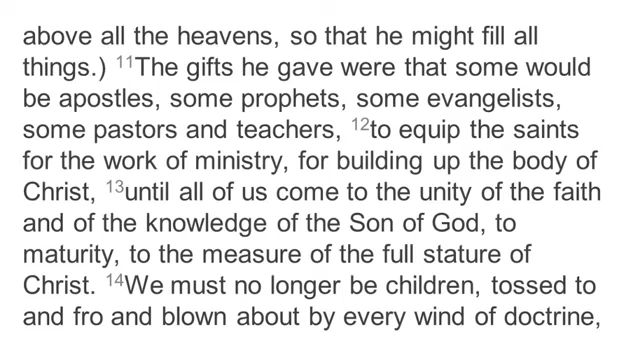 above all the heavens, so that he might fill all
things.) ¹¹The gifts he gave were that some would
be apostles, some prophets, some evangelists,
some pastors and teachers, ¹²to equip the saints
for the work of ministry, for building up the body of
Christ, ¹³until all of us come to the unity of the faith
and of the knowledge of the Son of God, to
maturity, to the measure of the full stature of
Christ. ¹⁴We must no longer be children, tossed to
and fro and blown about by every wind of doctrine,